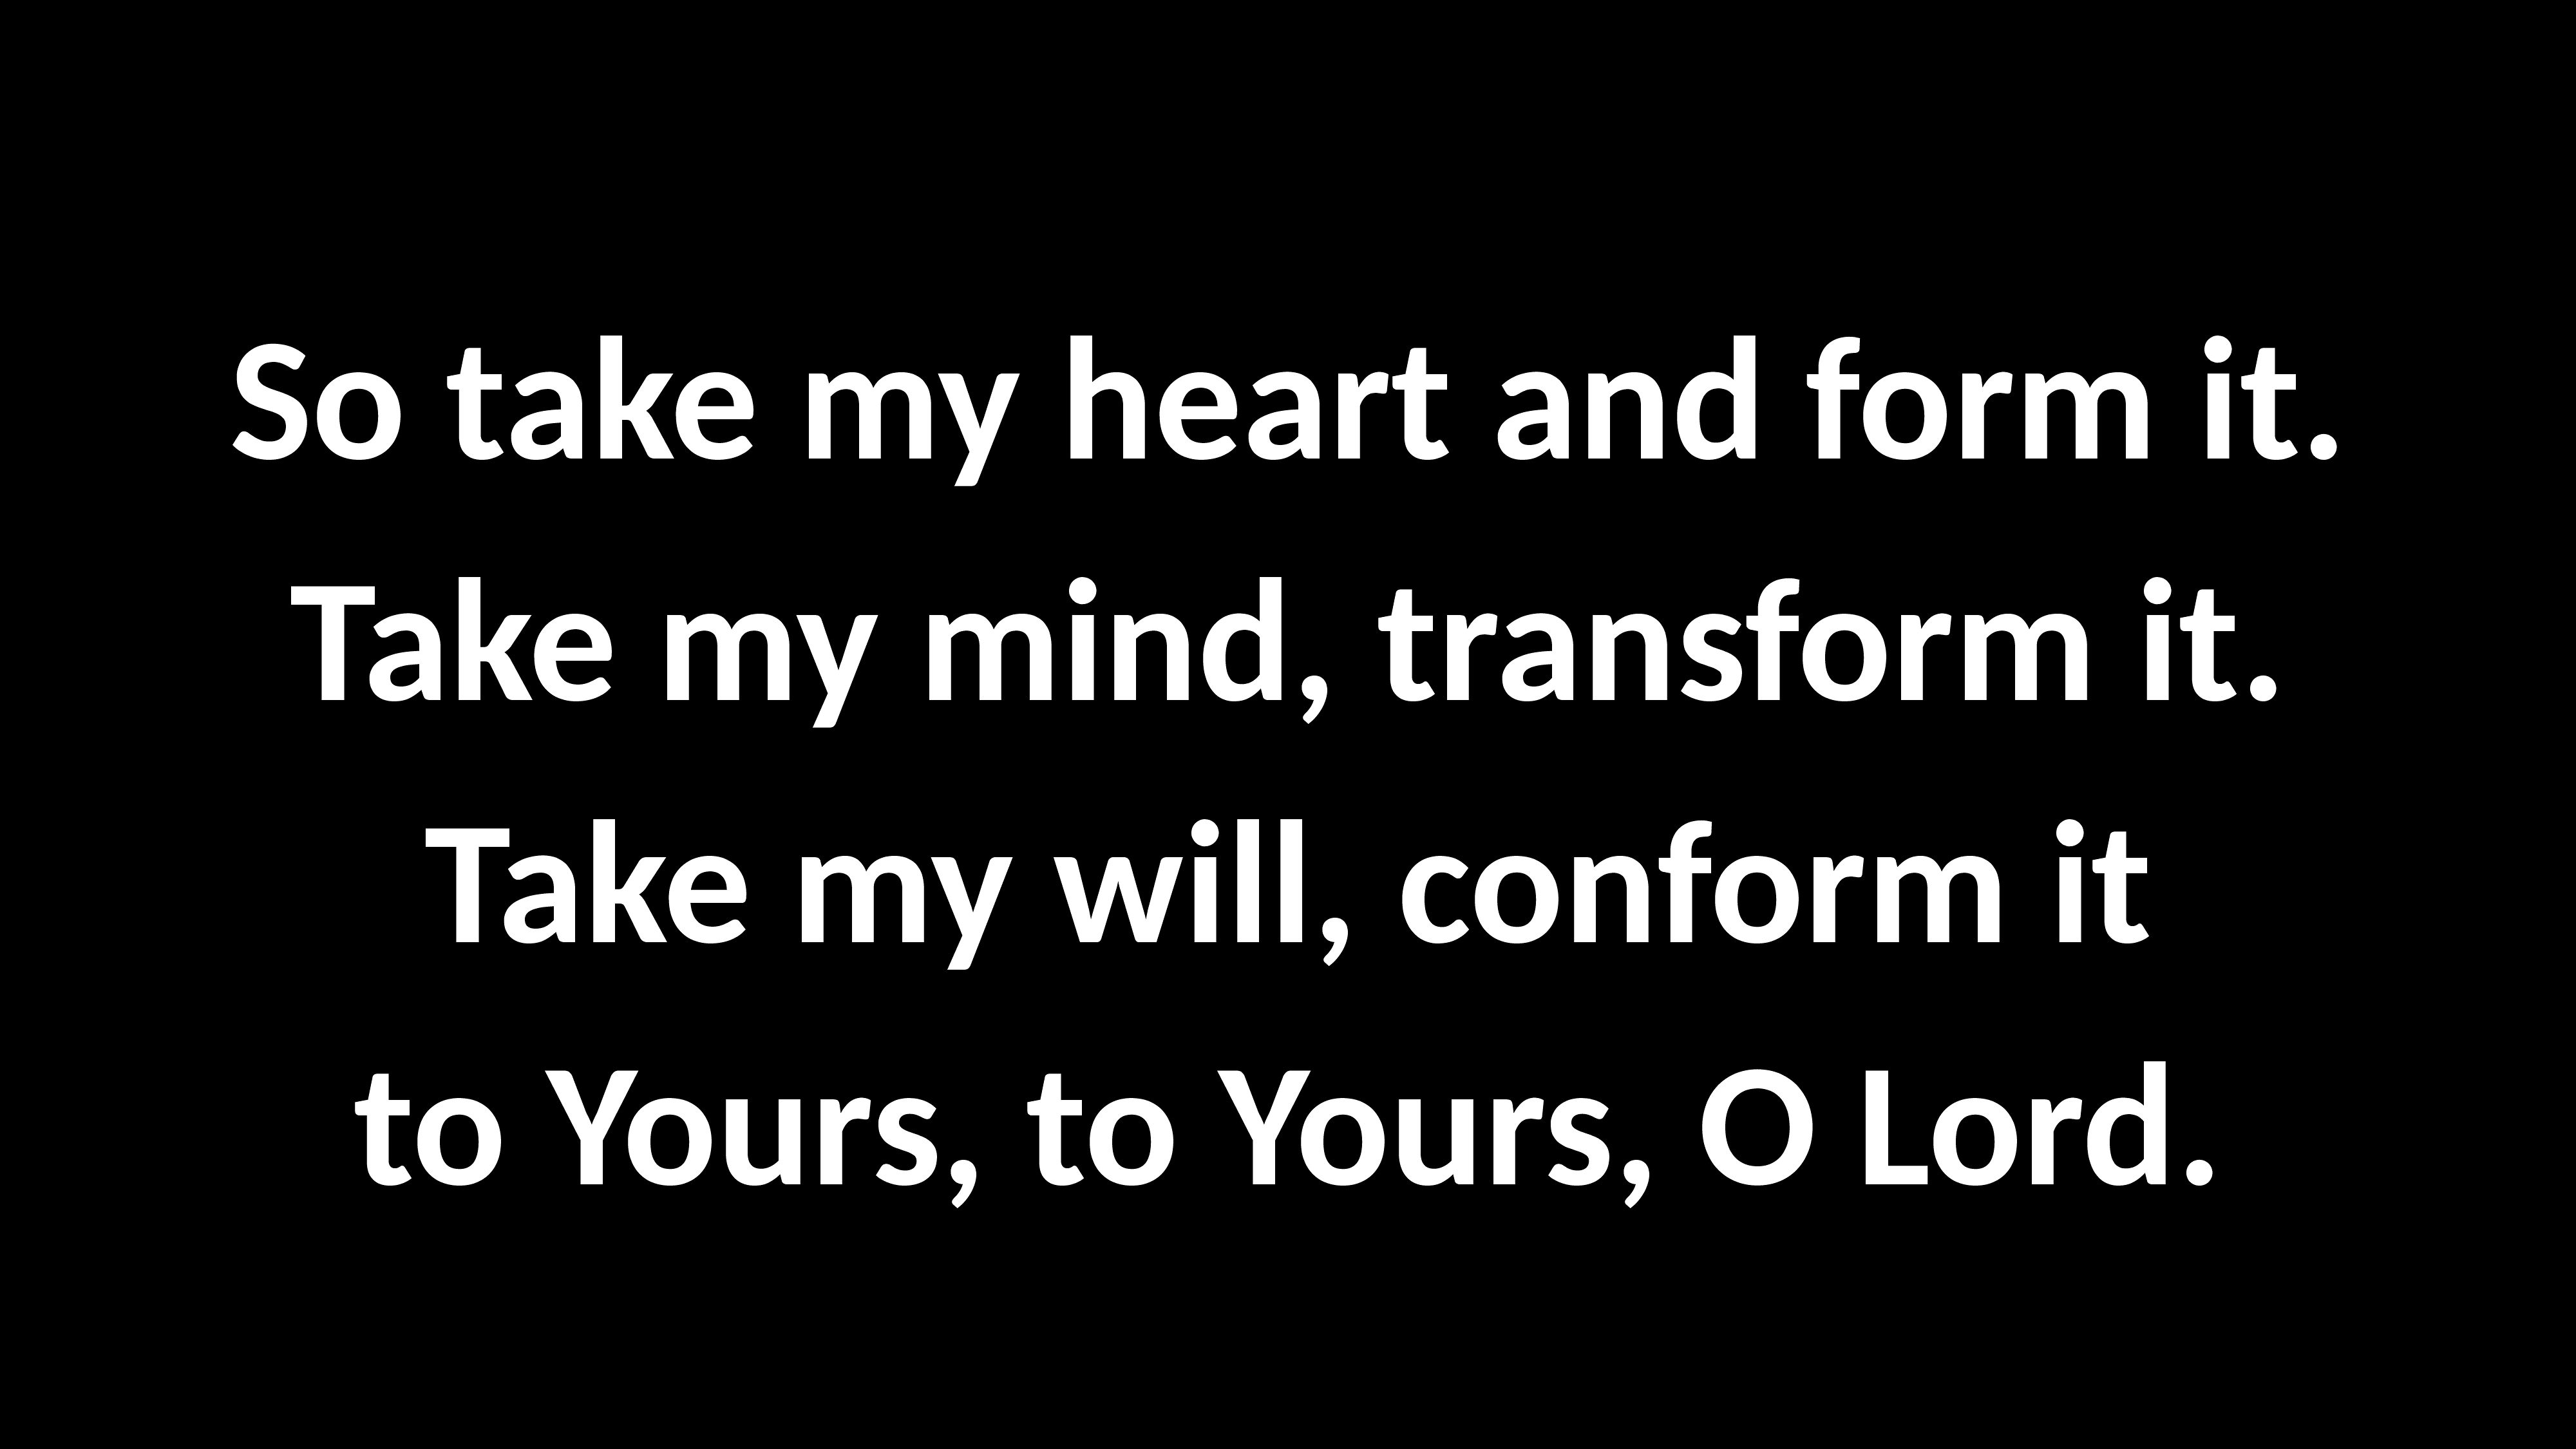 So take my heart and form it.
Take my mind, transform it.
Take my will, conform it
to Yours, to Yours, O Lord.